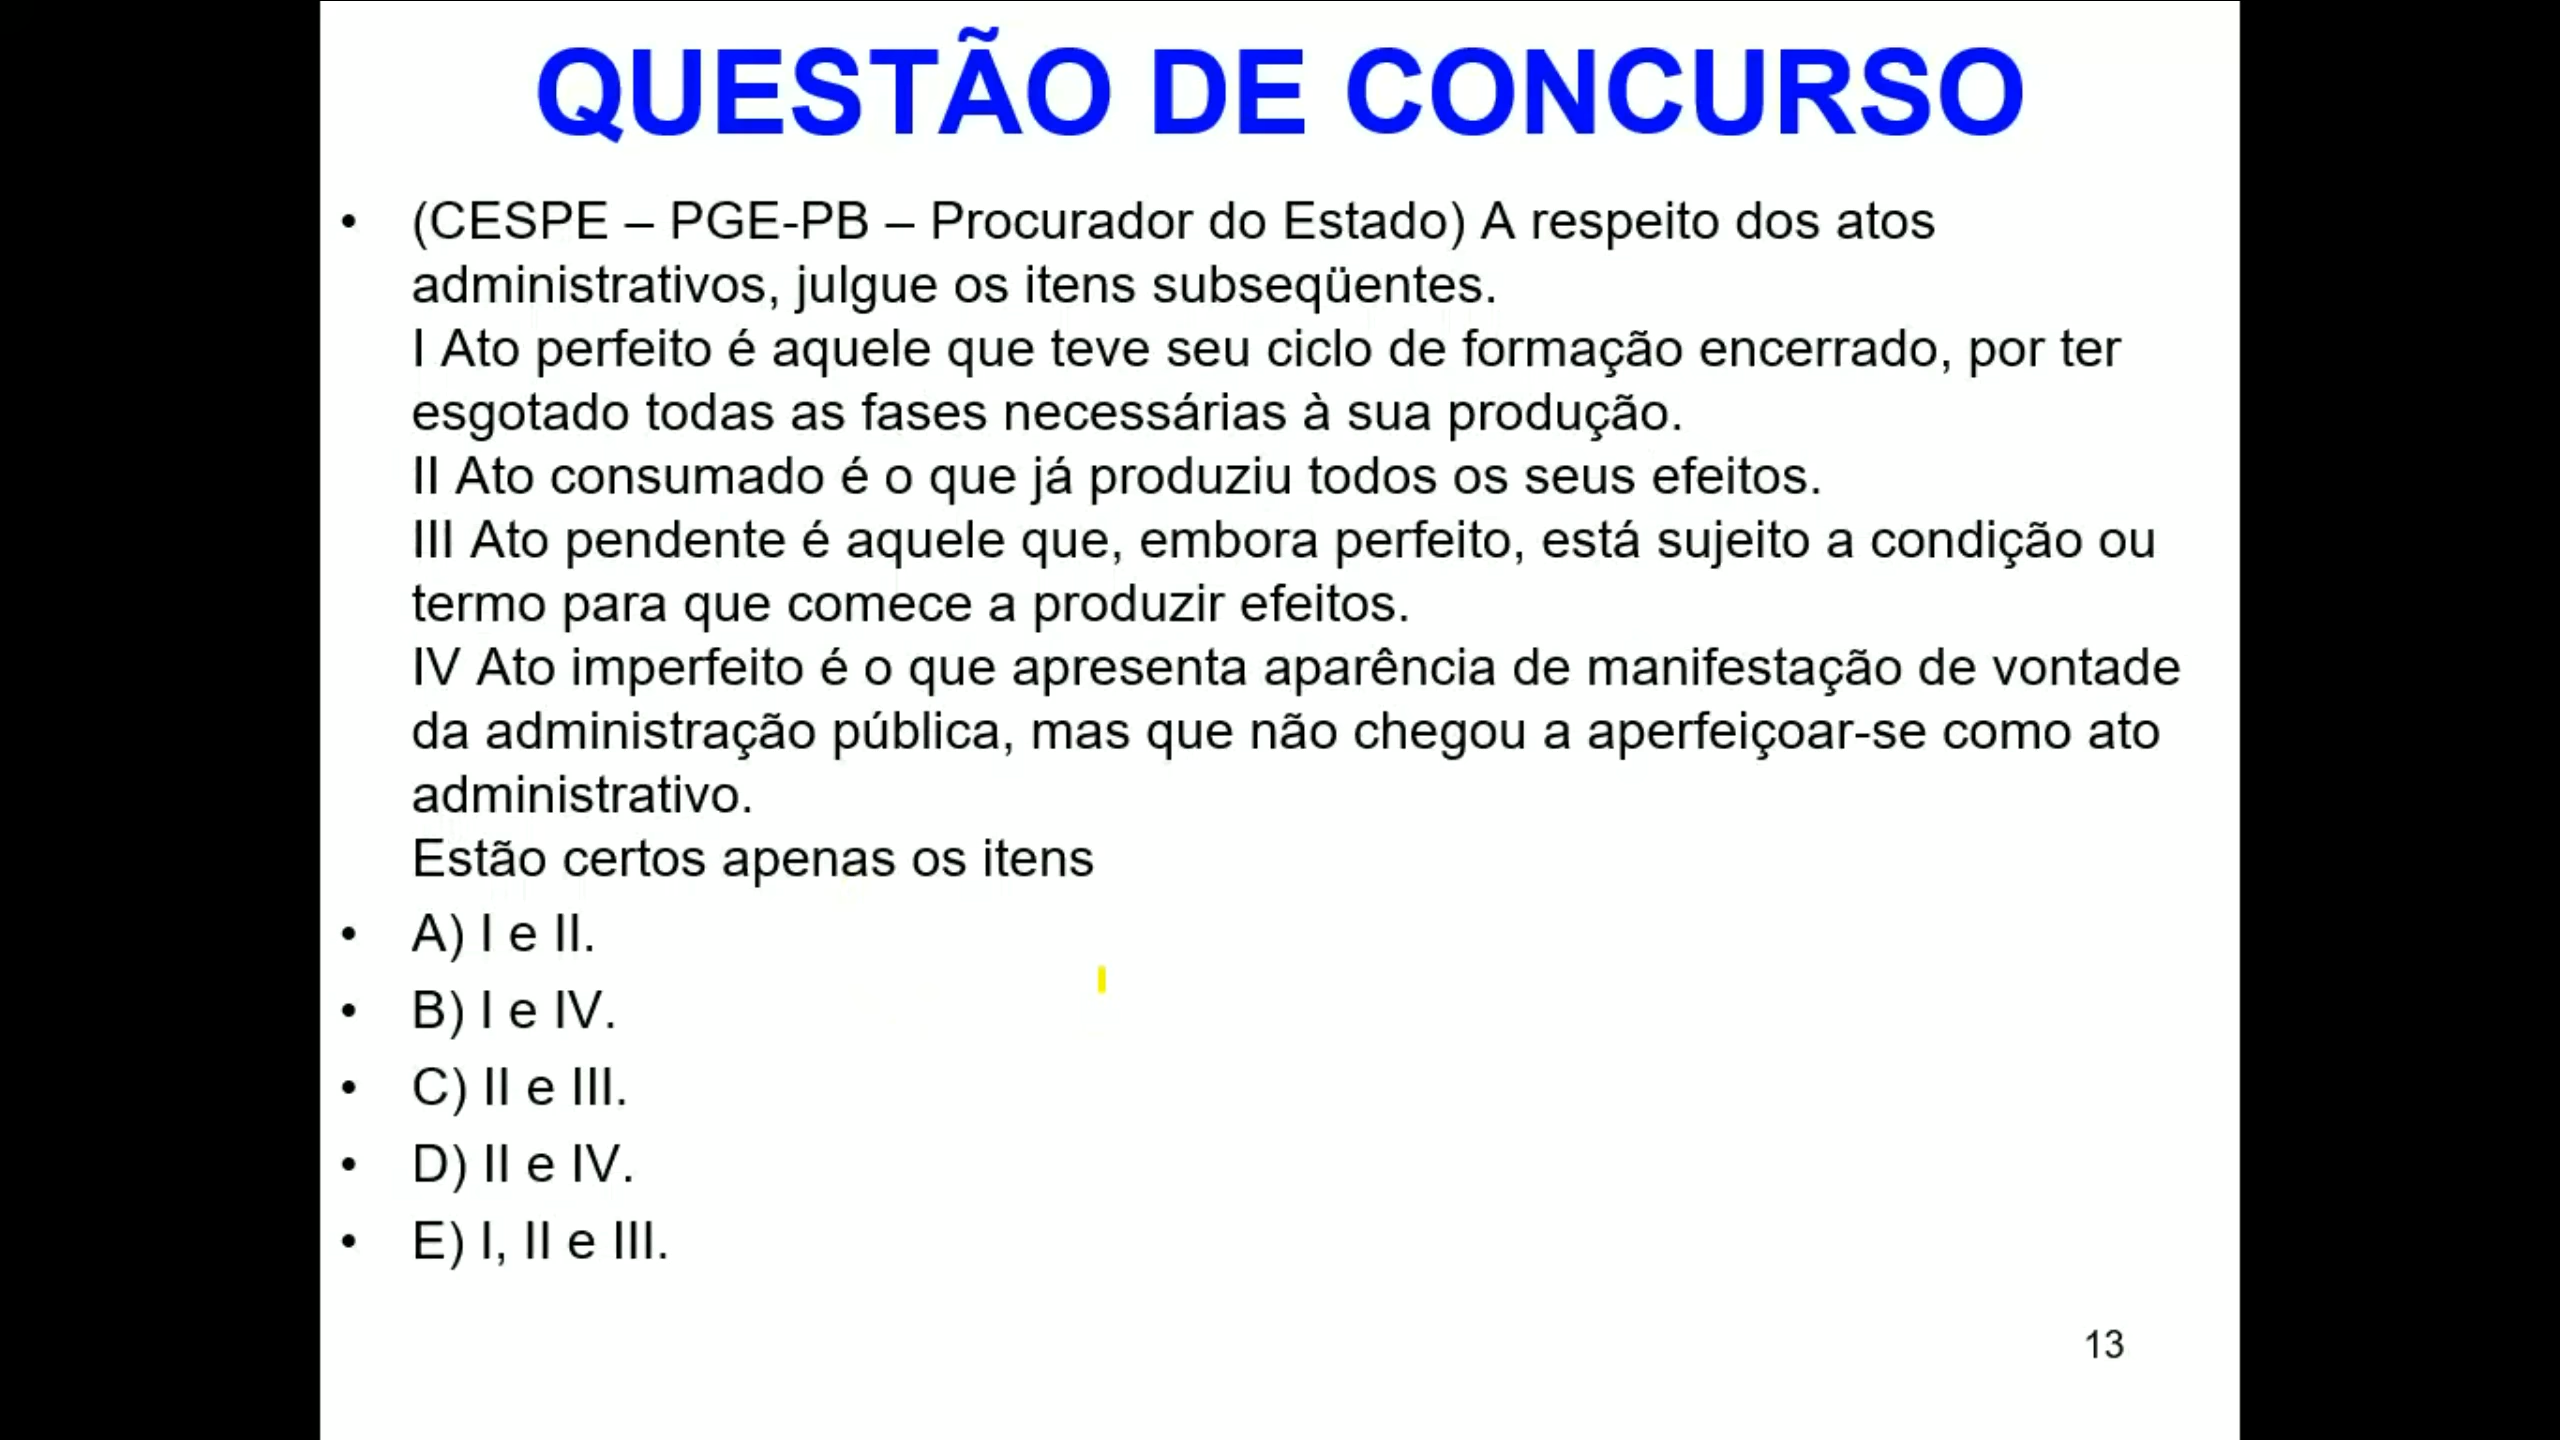 QUESTÃO DE CONCURSO
• (CESPE – PGE-PB – Procurador do Estado) A respeito dos atos
administrativos, julgue os itens subseqüentes.
I Ato perfeito é aquele que teve seu ciclo de formação encerrado, por ter
esgotado todas as fases necessárias à sua produção.
II Ato consumado é o que já produziu todos os seus efeitos.
III Ato pendente é aquele que, embora perfeito, está sujeito a condição ou
termo para que comece a produzir efeitos.
IV Ato imperfeito é o que apresenta aparência de manifestação de vontade
da administração pública, mas que não chegou a aperfeiçoar-se como ato
administrativo.
Estão certos apenas os itens
• A) I e II.
• B) I e IV.
• C) II e III.
• D) II e IV.
• E) I, II e III.
13